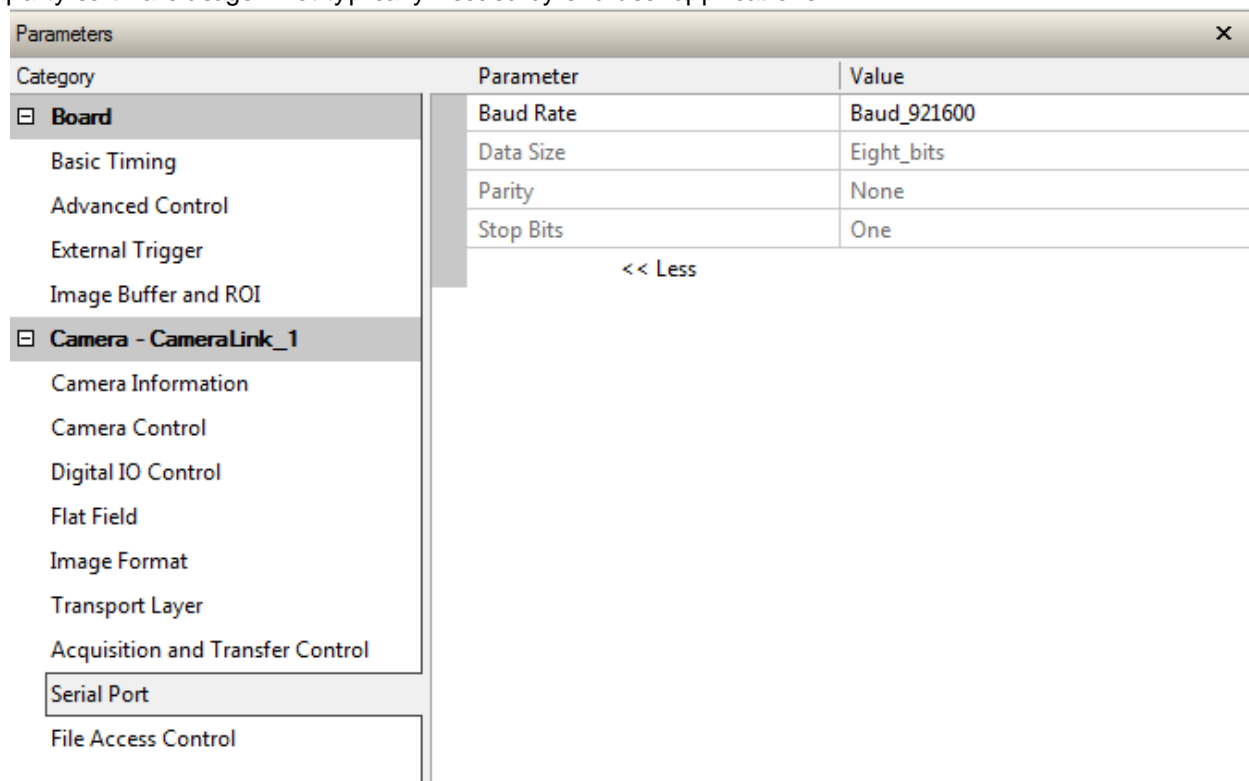 Parameters ×
Category Parameter Value
Board Baud Rate Baud_921600
Basic Timing Data Size Eight_bits
Advanced Control Parity None
External Trigger Stop Bits One
Image Buffer and ROI << Less
Camera - CameraLink_1
Camera Information
Camera Control
Digital IO Control
Flat Field
Image Format
Transport Layer
Acquisition and Transfer Control
Serial Port
File Access Control